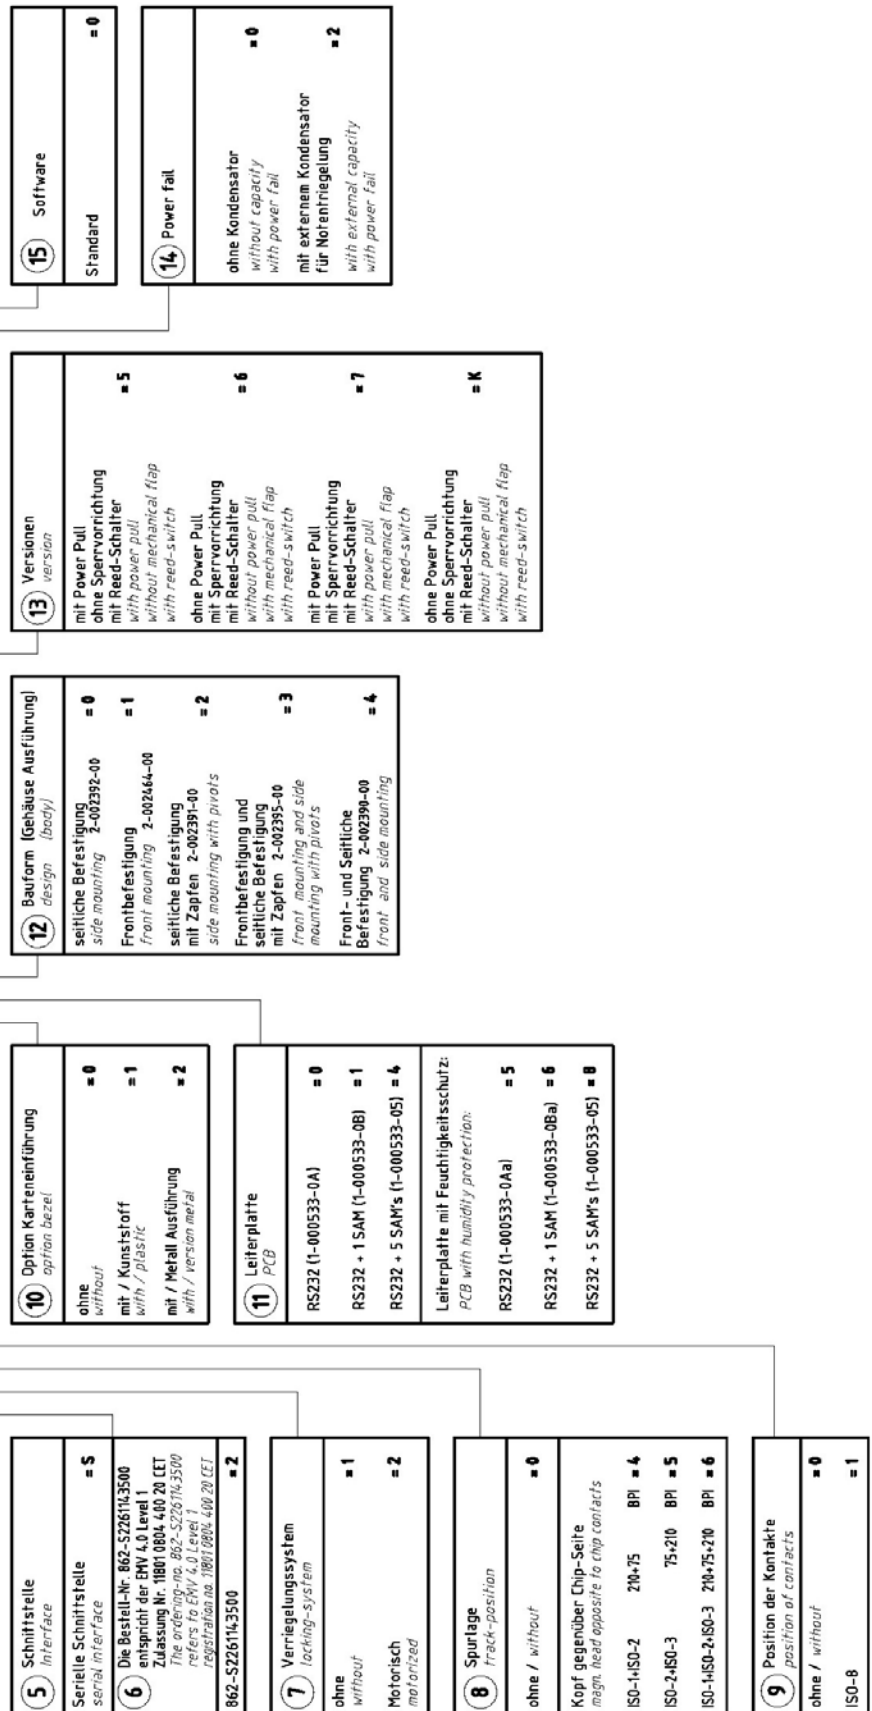 5 Schnittstelle
Interface
Serielle Schnittstelle
serial interface = S
6 Die Bestell-Nr. 862-S2261143500
entspricht der EMV 4.0 Level 1
Zulassung Nr. 11801 0804 400 20 CET
The ordering-no. 862-S2261143500
refers to EMV 4.0 Level 1
registration no. 11801 0804 400 20 CET
862-S2261143500 = 2
7 Verriegelungssystem
locking-system
ohne
without = 1
Motorisch
motorized = 2
8 Spurlage
track-position
ohne / without = 0
Kopf gegenüber Chip-Seite
magn. head opposite to chip contacts
ISO-1+ISO-2 210+75 BPI = 4
ISO-2+ISO-3 75+210 BPI = 5
ISO-1+ISO-2+ISO-3 210+75+210 BPI = 6
9 Position der Kontakte
position of contacts
ohne / without = 0
ISO-B = 1
10 Option Karteneinführung
option bezel
ohne
without = 0
mit / Kunststoff
with / plastic = 1
mit / Metall Ausführung
with / version metal = 2
11 Leiterplatte
PCB
RS232 (1-000533-0A) = 0
RS232 + 1 SAM (1-000533-0B) = 1
RS232 + 5 SAM's (1-000533-05) = 4
Leiterplatte mit Feuchtigkeitsschutz:
PCB with humidity protection:
RS232 (1-000533-0Aa) = 5
RS232 + 1 SAM (1-000533-0Ba) = 6
RS232 + 5 SAM's (1-000533-05) = 8
12 Bauform (Gehäuse Ausführung)
design (body)
seitliche Befestigung
side mounting 2-002392-00 = 0
Frontbefestigung
front mounting 2-002464-00 = 1
seitliche Befestigung
mit Zapfen 2-002391-00
side mounting with pivots = 2
Frontbefestigung und
seitliche Befestigung
mit Zapfen 2-002395-00
front mounting and side
mounting with pivots = 3
Front- und Seitliche
Befestigung 2-002390-00
front and side mounting = 4
13 Versionen
version
mit Power Pull
ohne Sperrvorrichtung
mit Reed-Schalter = 5
with power pull
without mechanical flap
with reed-switch
ohne Power Pull
mit Sperrvorrichtung
mit Reed-Schalter = 6
without power pull
with mechanical flap
with reed-switch
mit Power Pull
mit Sperrvorrichtung
mit Reed-Schalter = 7
with power pull
with mechanical flap
with reed-switch
ohne Power Pull
ohne Sperrvorrichtung
mit Reed-Schalter = K
without power pull
without mechanical flap
with reed-switch
15 Software
Standard = 0
14 Power fail
ohne Kondensator
without capacity = 0
with power fail
mit externem Kondensator
für Notentriegelung = 2
with external capacity
with power fail